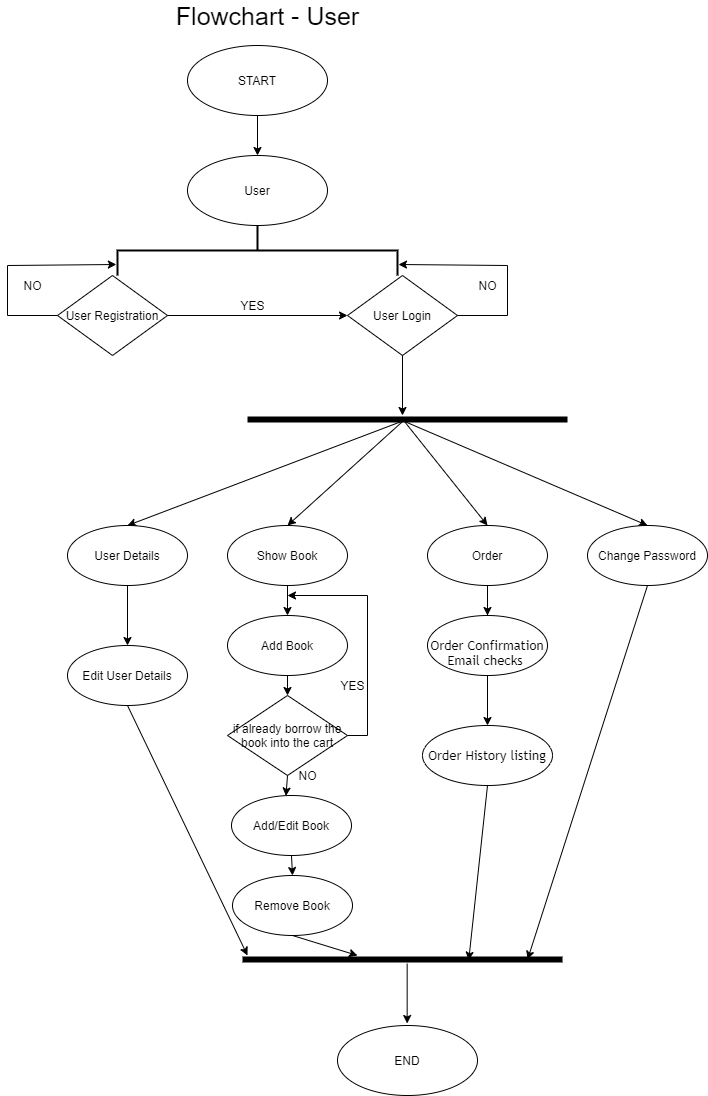 Flowchart - User
START
User
NO
NO
User Registration
YES
User Login
User Details
Show Book
Order
Change Password
Add Book
Order Confirmation
Email checks
Edit User Details
YES
if already borrow the
book into the cart
Order History listing
NO
Add/Edit Book
Remove Book
END